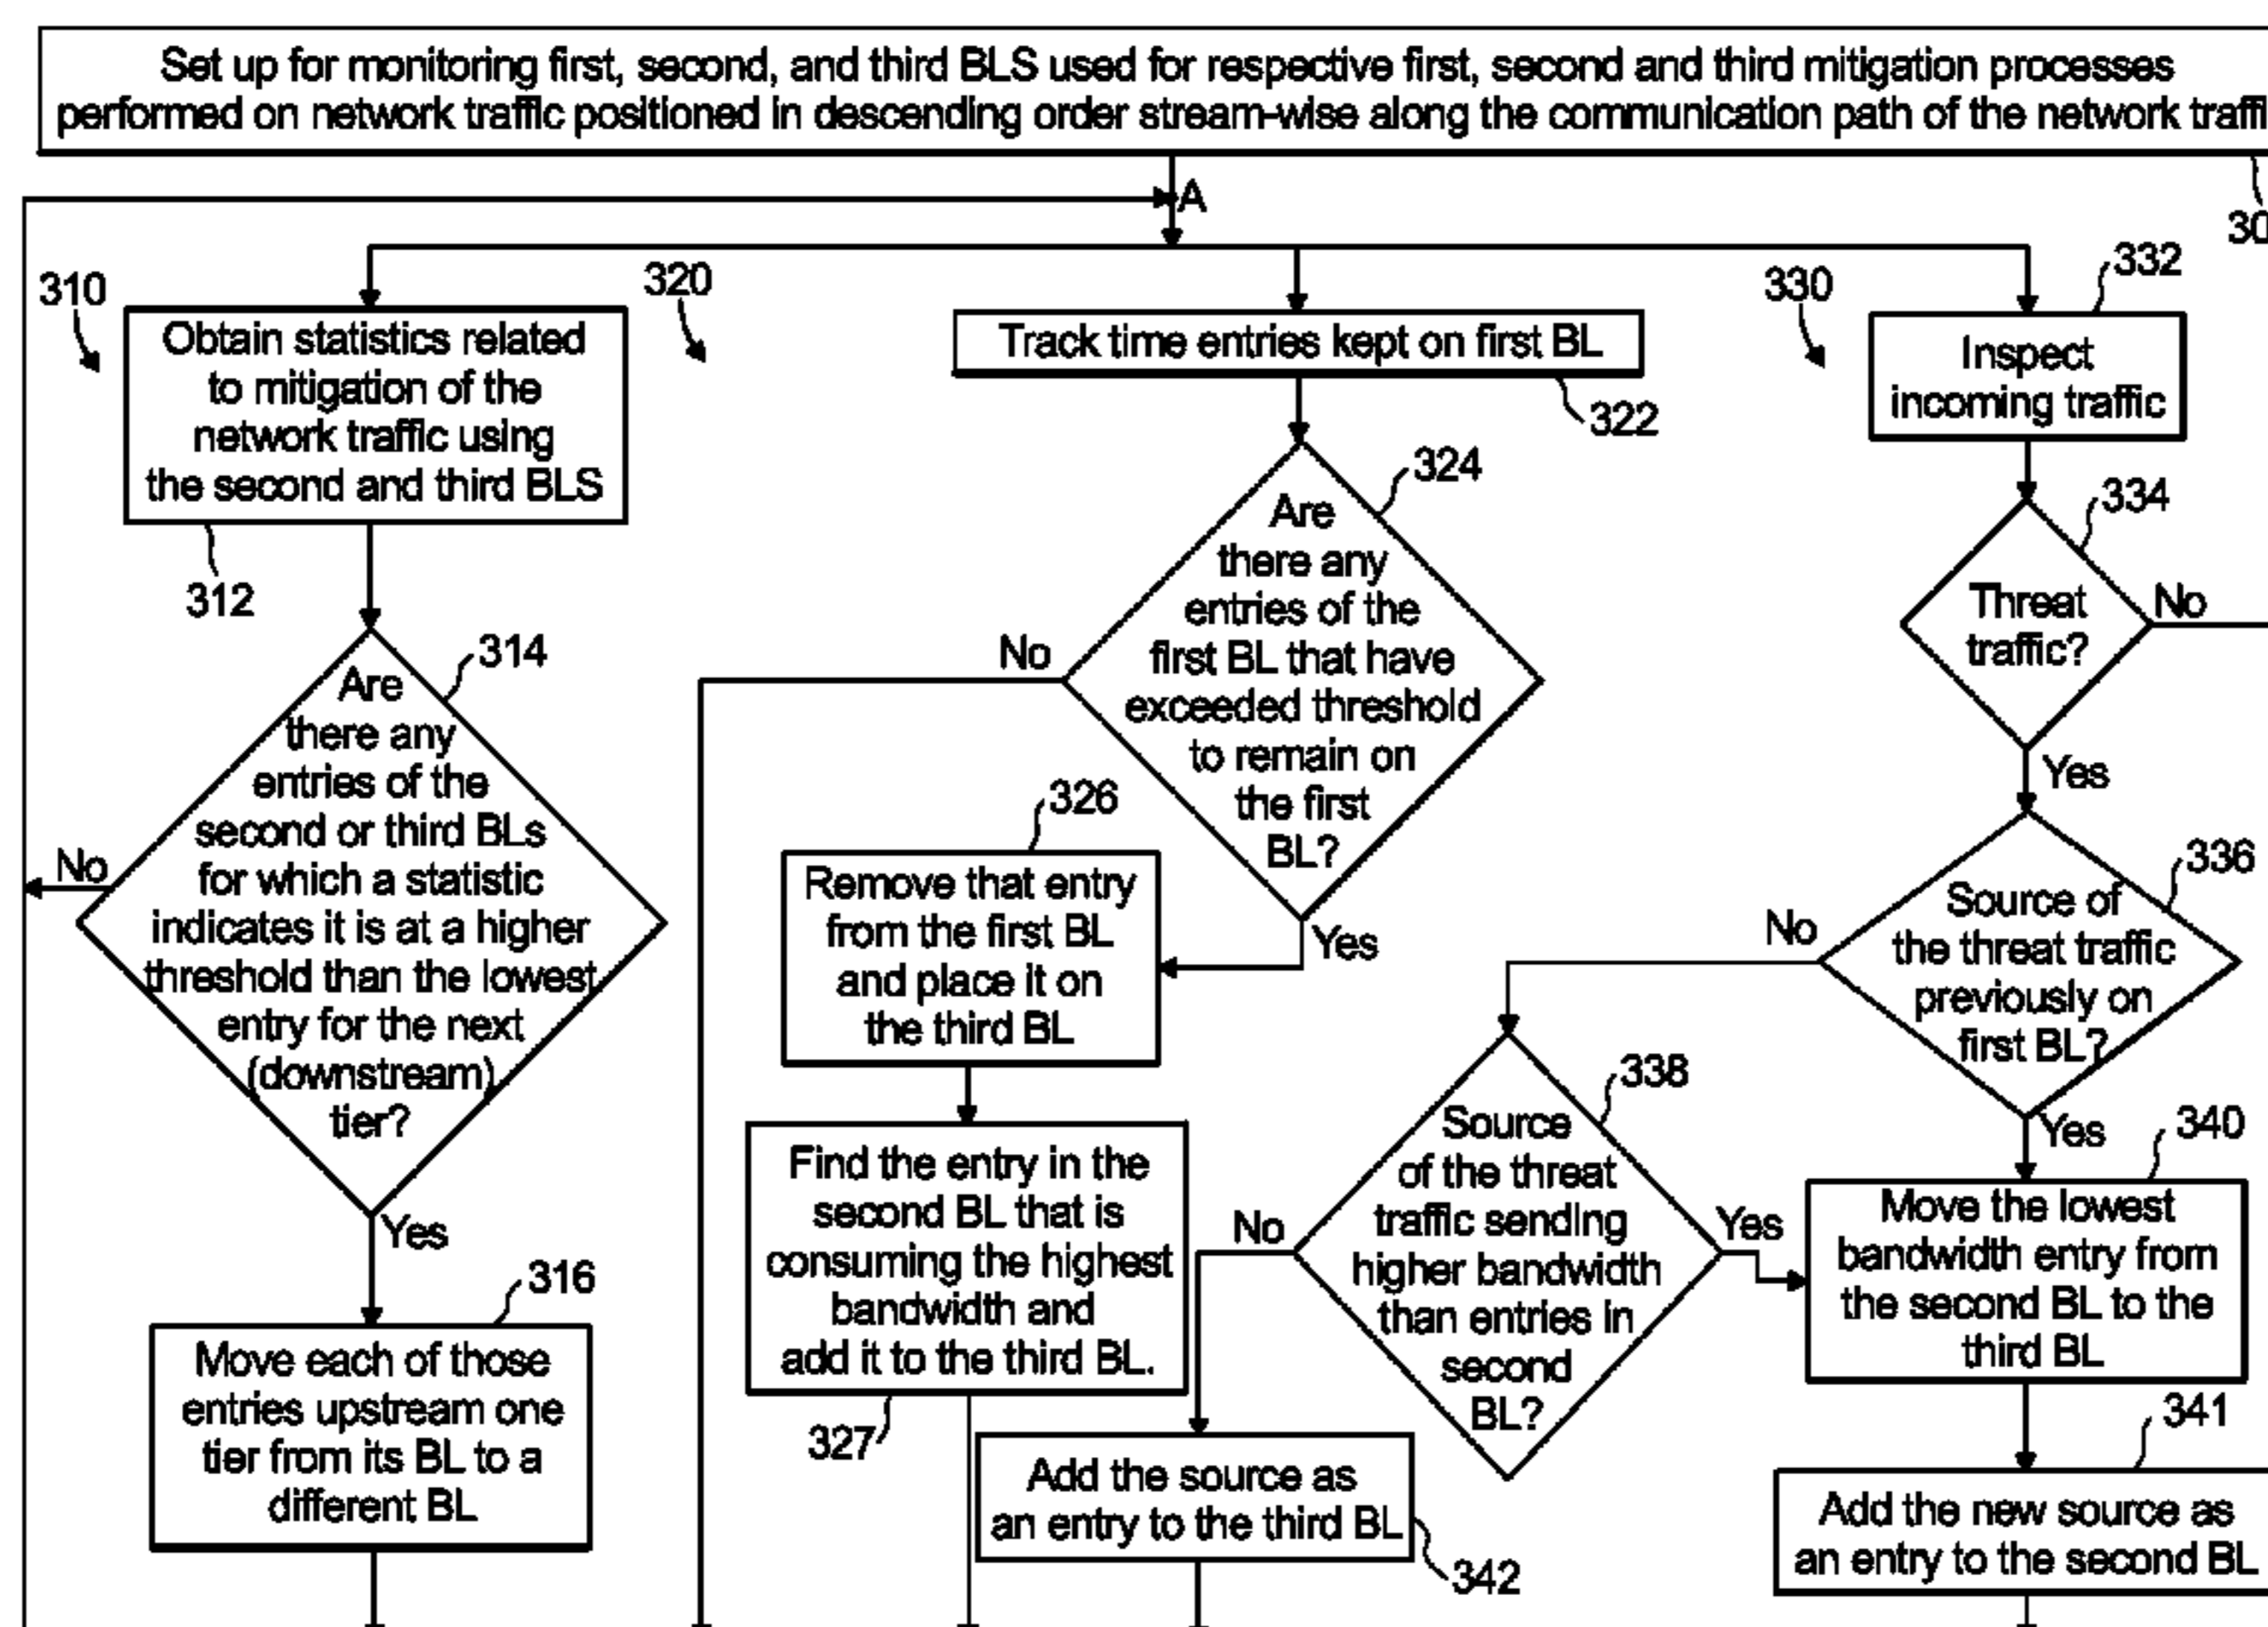 Set up for monitoring first, second, and third BLS used for respective first, second and third mitigation processes
performed on network traffic positioned in descending order stream-wise along the communication path of the network
A
310
Obtain statistics related
to mitigation of the
network traffic using
the second and third BLS
312
Are
there any
entries of the
second or third BLs
for which a statistic
indicates it is at a higher
threshold than the lowest
entry for the next
(downstream)
tier?
314
No
Yes
316
Move each of those
entries upstream one
tier from its BL to a
different BL
320
Track time entries kept on first BL
322
324
Are
there any
entries of the
first BL that have
exceeded threshold
to remain on
the first
BL?
No
Yes
326
Remove that entry
from the first BL
and place it on
the third BL
Find the entry in the
second BL that is
consuming the highest
bandwidth and
add it to the third BL.
327
330
332
Inspect
incoming traffic
334
Threat
traffic?
No
Yes
336
Source of
the threat traffic
previously on
first BL?
No
Yes
338
Source
of the threat
traffic sending
higher bandwidth
than entries in
second
BL?
No
Yes
340
Move the lowest
bandwidth entry from
the second BL to the
third BL
341
Add the new source as
an entry to the second BL
Add the source as
an entry to the third BL
342